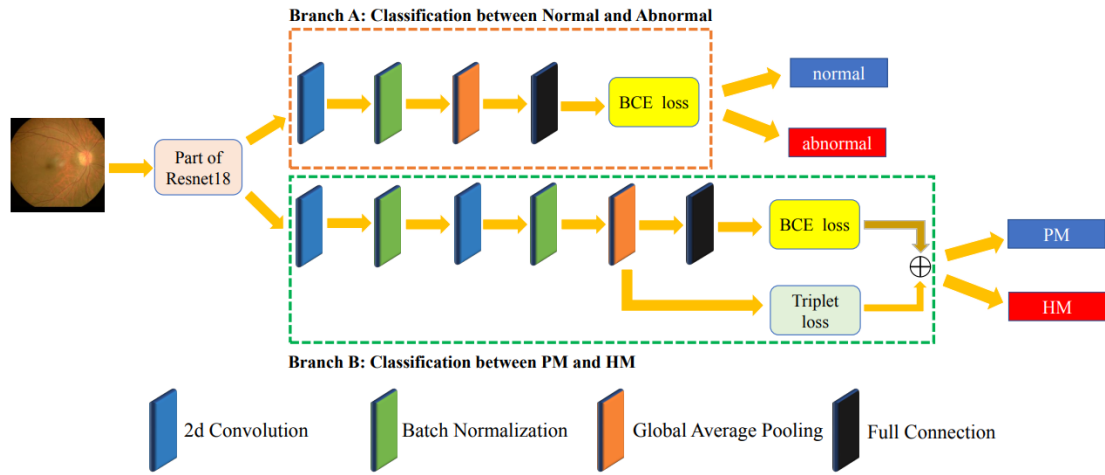 Branch A: Classification between Normal and Abnormal
BCE loss
normal
abnormal
Part of
Resnet18
BCE loss
Triplet
loss
PM
HM
Branch B: Classification between PM and HM
2d Convolution
Batch Normalization
Global Average Pooling
Full Connection